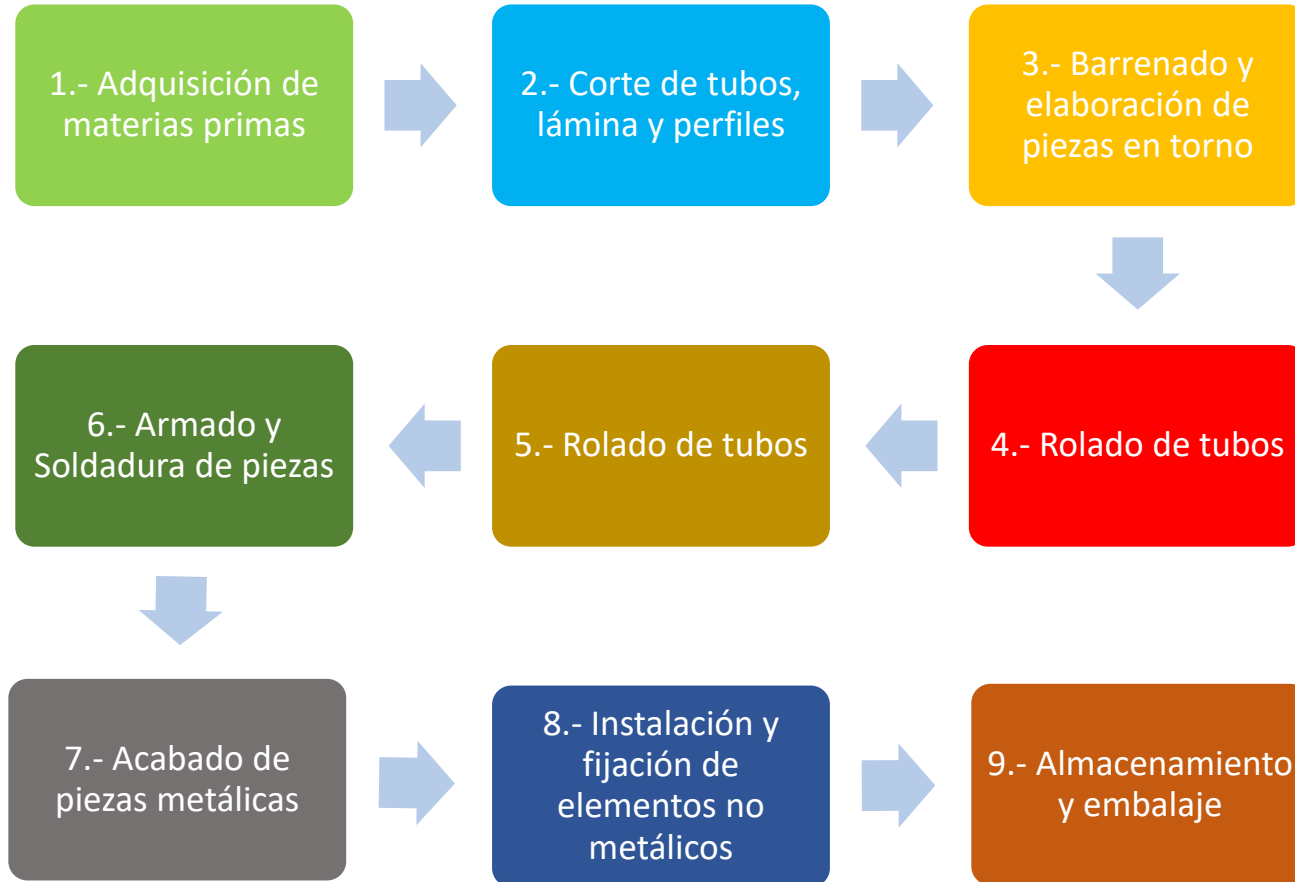 1.- Adquisición de
materias primas
2.- Corte de tubos,
lámina y perfiles
3.- Barrenado y
elaboración de
piezas en torno
4.- Rolado de tubos
5.- Rolado de tubos
6.- Armado y
Soldadura de piezas
7.- Acabado de
piezas metálicas
8.- Instalación y
fijación de
elementos no
metálicos
9.- Almacenamiento
y embalaje